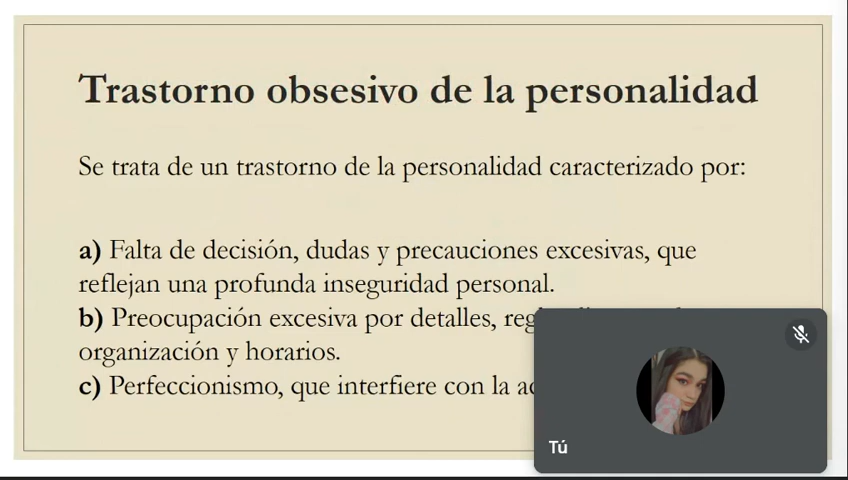 Trastorno obsesivo de la personalidad
Se trata de un trastorno de la personalidad caracterizado por:
a) Falta de decisión, dudas y precauciones excesivas, que
reflejan una profunda inseguridad personal.
b) Preocupación excesiva por detalles,
organización y horarios.
c) Perfeccionismo, que interfiere con la
Tú